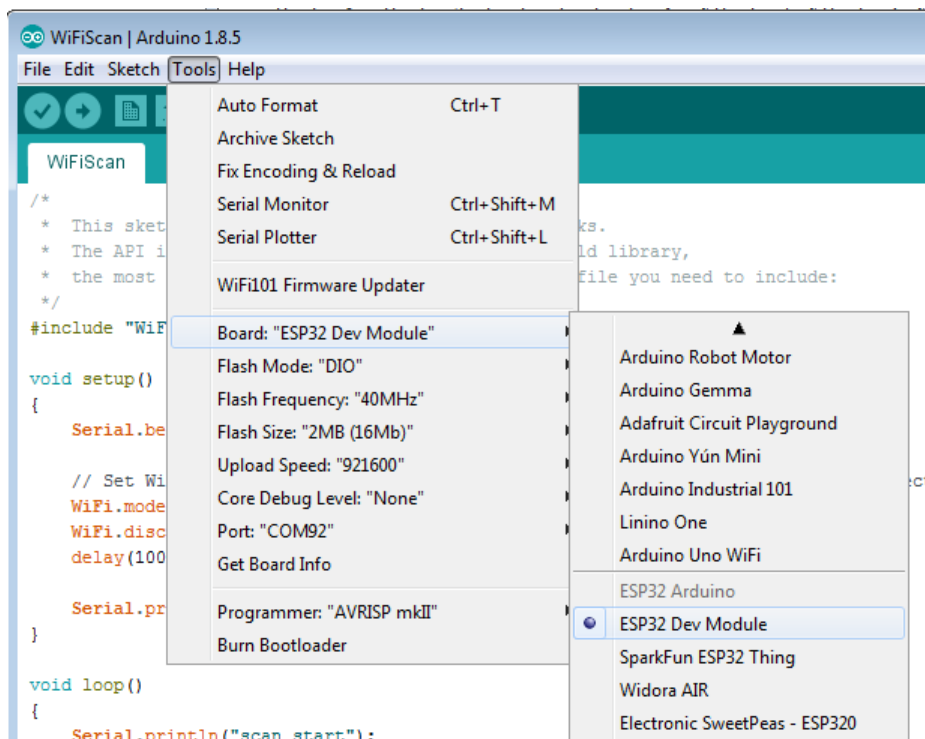 WiFiScan | Arduino 1.8.5
File Edit Sketch Tools Help
WiFiScan
Auto Format Ctrl+T
Archive Sketch
Fix Encoding & Reload
Serial Monitor Ctrl+Shift+M
Serial Plotter Ctrl+Shift+L
WiFi101 Firmware Updater
Board: "ESP32 Dev Module"
Flash Mode: "DIO"
Flash Frequency: "40MHz"
Flash Size: "2MB (16Mb)"
Upload Speed: "921600"
Core Debug Level: "None"
Port: "COM92"
Get Board Info
Programmer: "AVRISP mkII"
Burn Bootloader
Arduino Robot Motor
Arduino Gemma
Adafruit Circuit Playground
Arduino Yún Mini
Arduino Industrial 101
Linino One
Arduino Uno WiFi
ESP32 Arduino
ESP32 Dev Module
SparkFun ESP32 Thing
Widora AIR
Electronic SweetPeas - ESP320
/*
* This sket ks.
* The API i ld library,
* the most file you need to include:
*/
#include "WiF
void setup()
{
Serial.be
// Set Wi
WiFi.mode
WiFi.disc
delay(100
Serial.pr
}
void loop()
{
Serial.println("scan start");